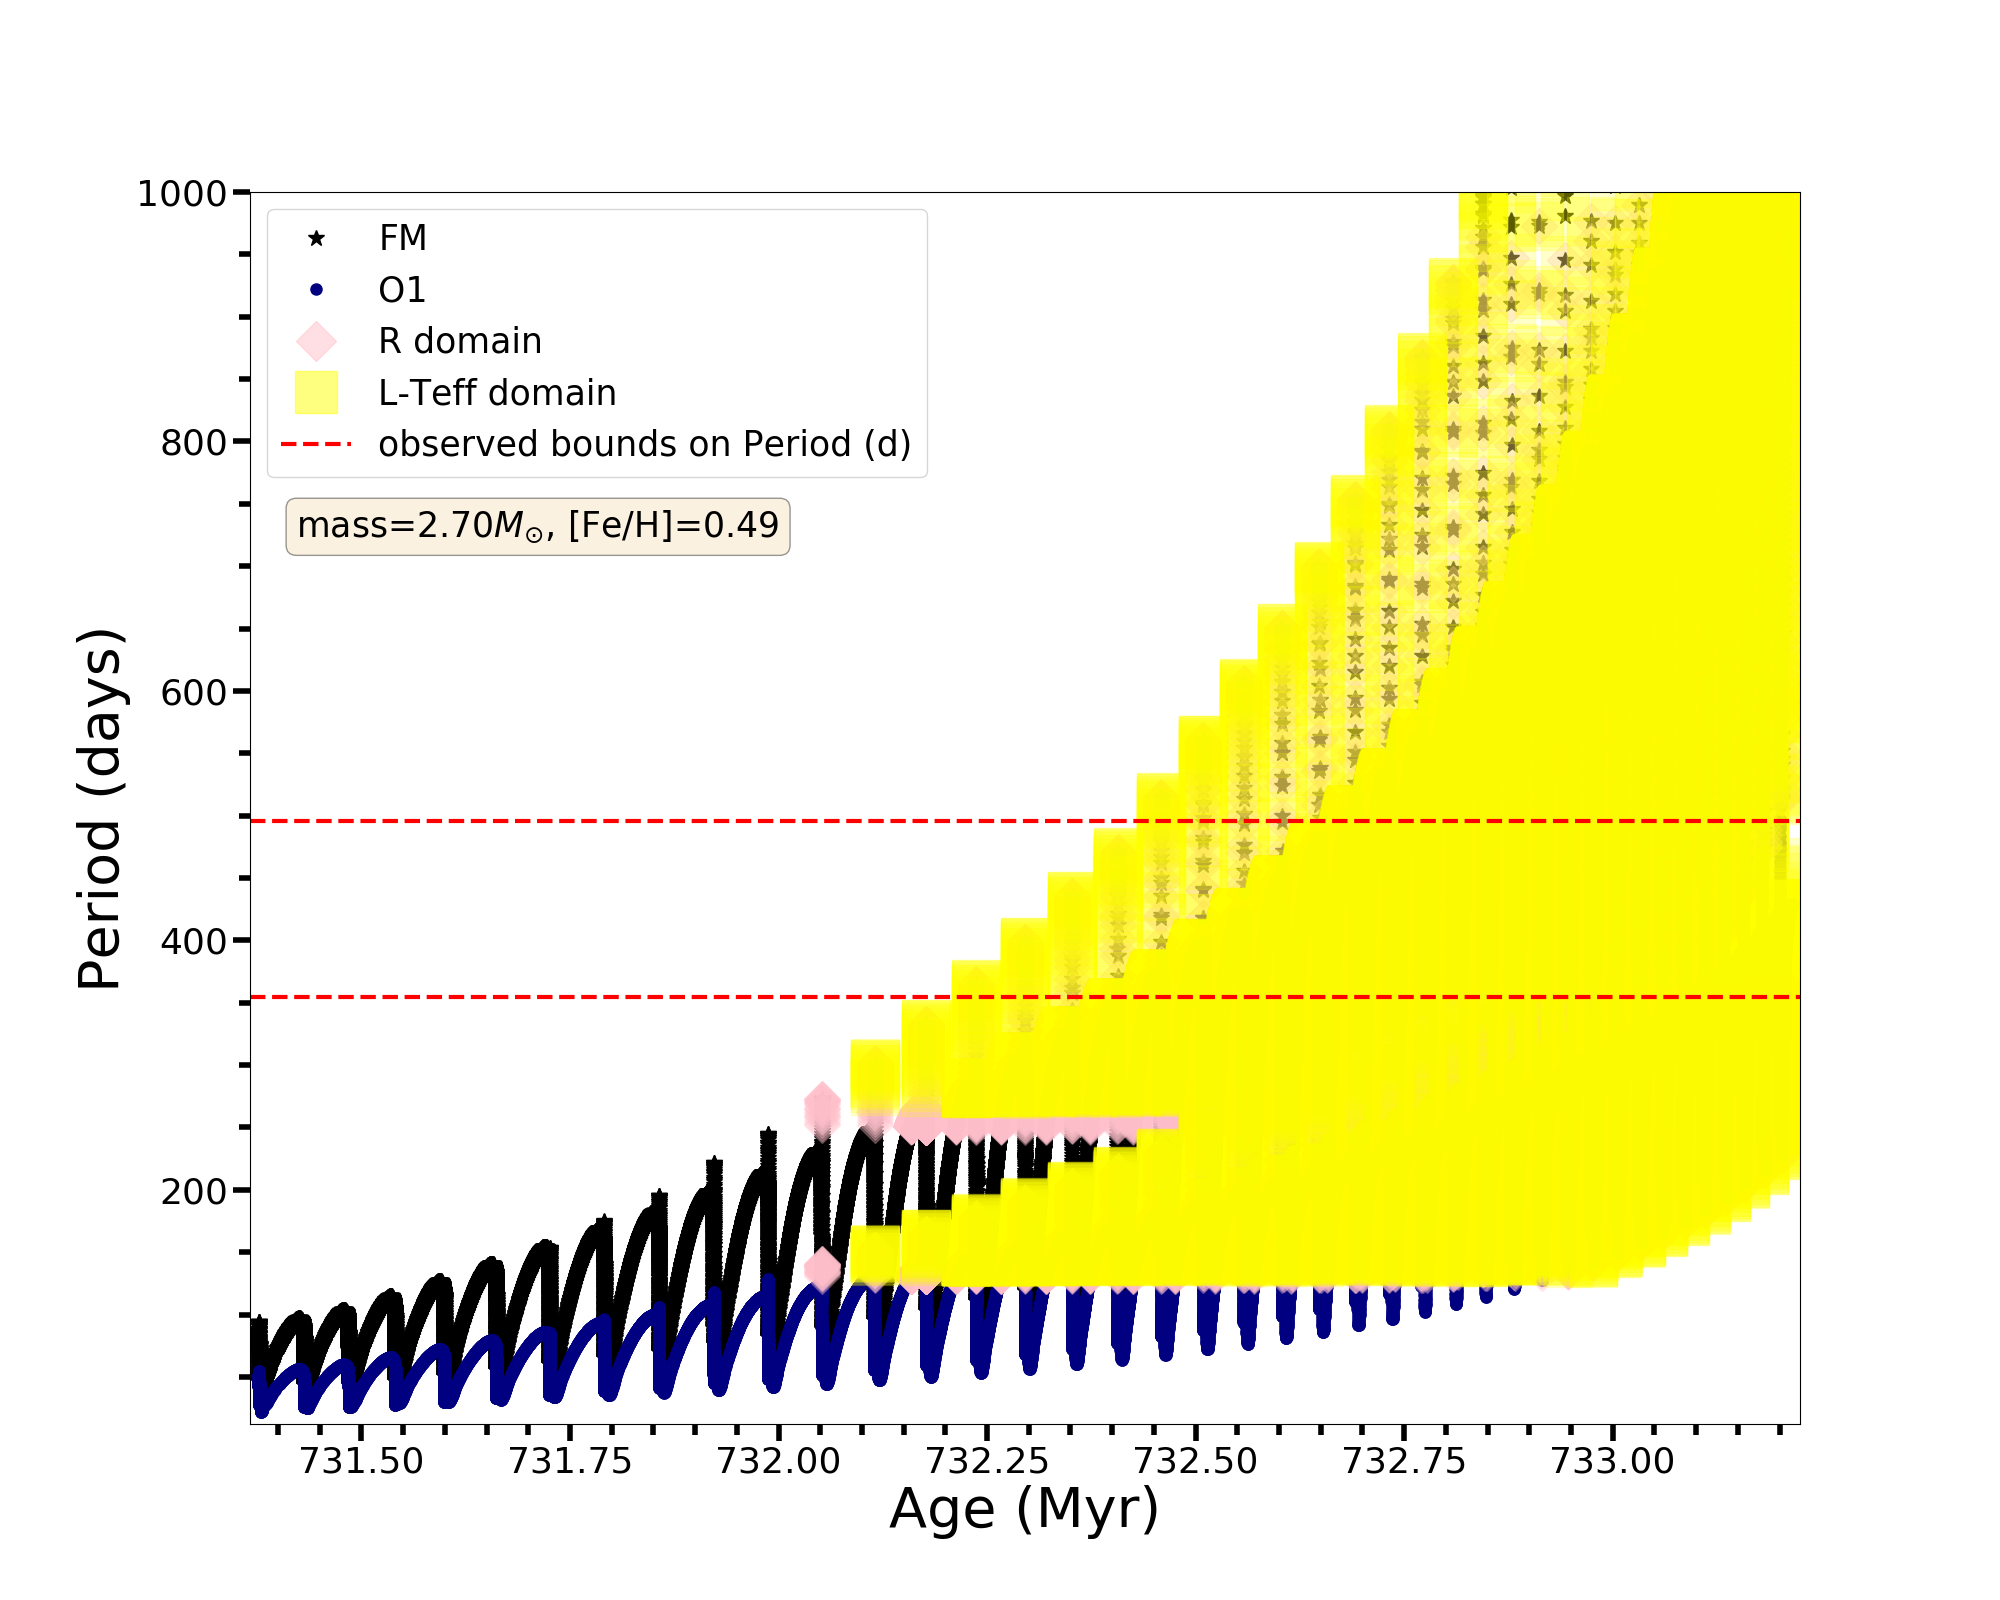 FM
O1
R domain
L-Teff domain
observed bounds on Period (d)
mass=2.70M⊙, [Fe/H]=0.49
1000
800
600
400
200
Period (days)
731.50 731.75 732.00 732.25 732.50 732.75 733.00
Age (Myr)